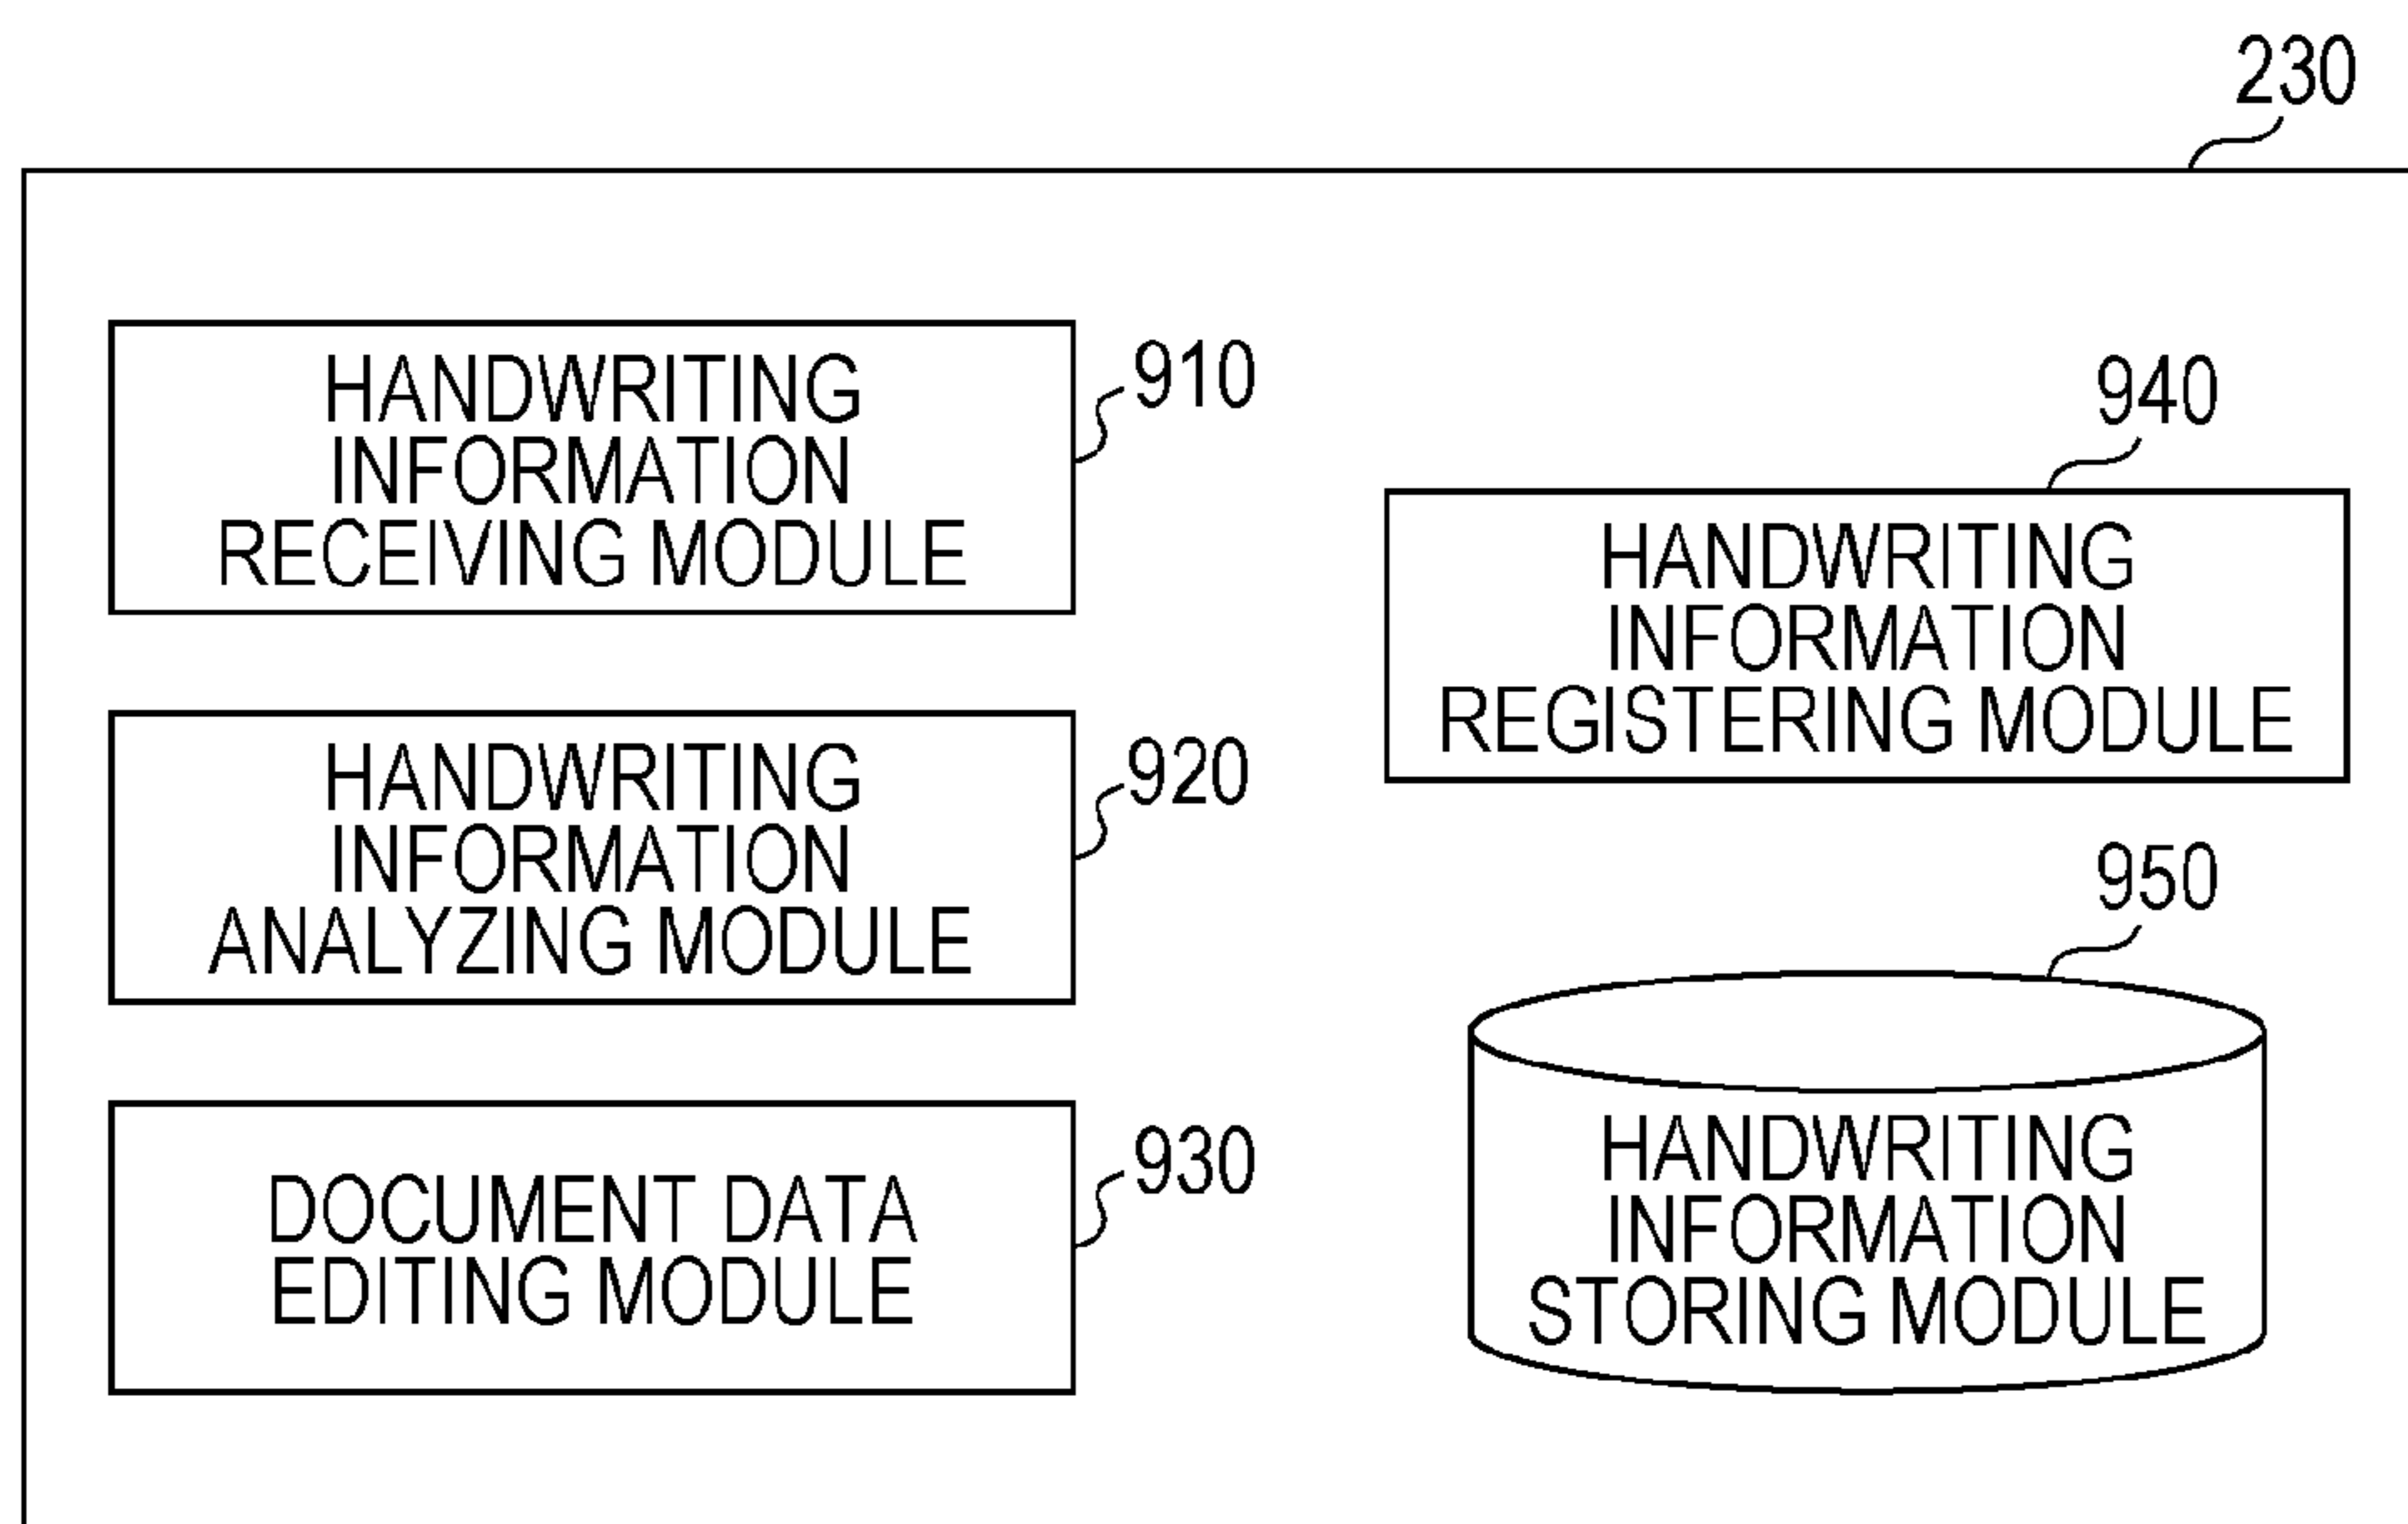 230
HANDWRITING
INFORMATION
RECEIVING MODULE
910
HANDWRITING
INFORMATION
ANALYZING MODULE
920
DOCUMENT DATA
EDITING MODULE
930
940
HANDWRITING
INFORMATION
REGISTERING MODULE
950
HANDWRITING
INFORMATION
STORING MODULE